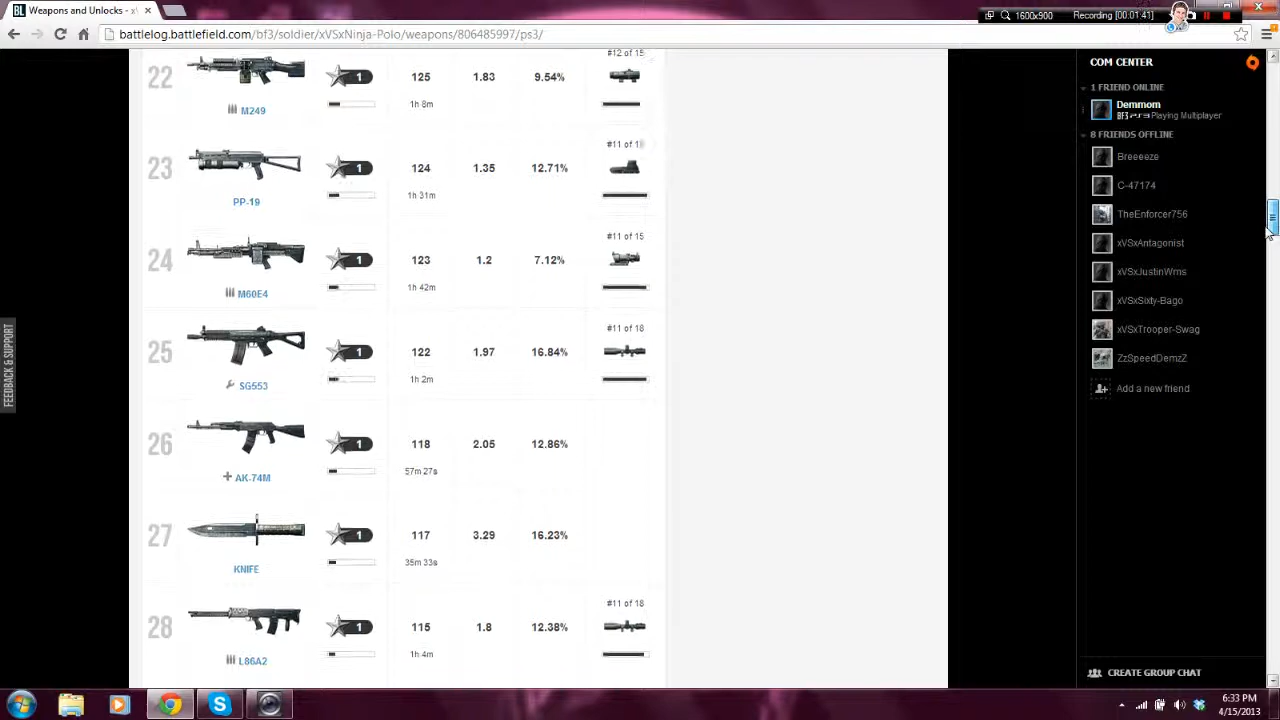 BL Weapons and Unlocks - x
1600x900
Recording [00:01:41]
battlelog.battlefield.com/bf3/soldier/xVSxNinja-Polo/weapons/806485997/ps3/
22
M249
1
125
1h 8m
1.83
9.54%
#12 of 15
23
PP-19
1
124
1h 31m
1.35
12.71%
24
M60E4
1
123
1h 42m
1.2
7.12%
#11 of 15
25
SG553
1
122
1h 2m
1.97
16.84%
#11 of 18
26
AK-74M
1
118
57m 27s
2.05
12.86%
27
KNIFE
1
117
35m 33s
3.29
16.23%
28
L86A2
1
115
1h 4m
1.8
12.38%
#11 of 18
FEEDBACK & SUPPORT
COM CENTER
1 FRIEND ONLINE
Demmom
BF3 PS3 Playing Multiplayer
8 FRIENDS OFFLINE
Breeeze
C-47174
TheEnforcer756
xVSxAntagonist
xVSxJustinWms
xVSxSixty-Bago
xVSxTrooper-Swag
ZzSpeedDemzZ
Add a new friend
CREATE GROUP CHAT
6:33 PM
4/15/2013